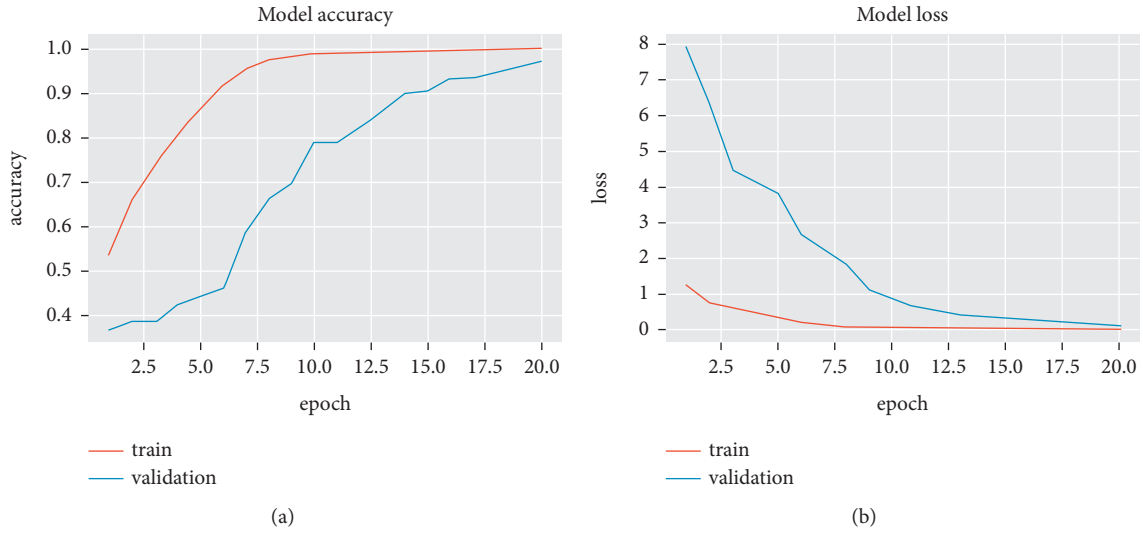 Model accuracy
1.0
0.9
0.8
0.7
0.6
0.5
0.4
accuracy
2.5 5.0 7.5 10.0 12.5 15.0 17.5 20.0
epoch
train
validation
(a)
Model loss
8
7
6
5
4
3
2
1
0
loss
2.5 5.0 7.5 10.0 12.5 15.0 17.5 20.0
epoch
train
validation
(b)